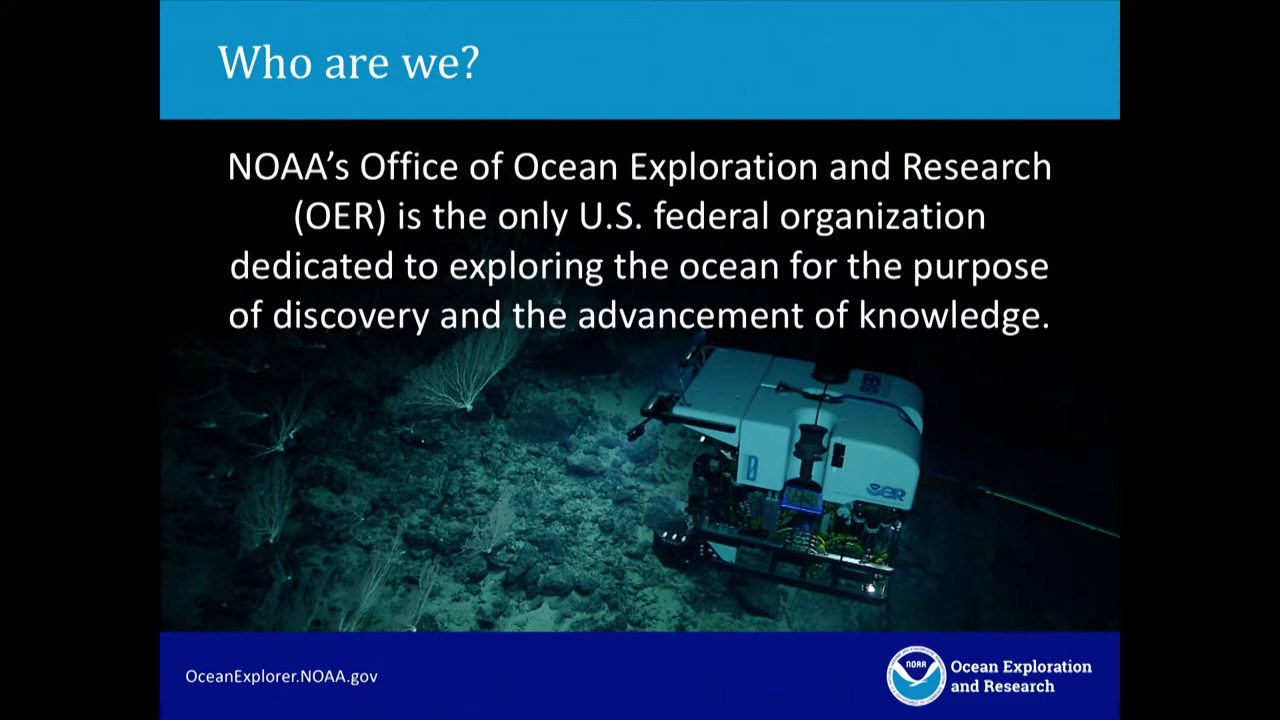 Who are we?
NOAA’s Office of Ocean Exploration and Research
(OER) is the only U.S. federal organization
dedicated to exploring the ocean for the purpose
of discovery and the advancement of knowledge.
OER
OceanExplorer.NOAA.gov
NOAA
Ocean Exploration
and Research